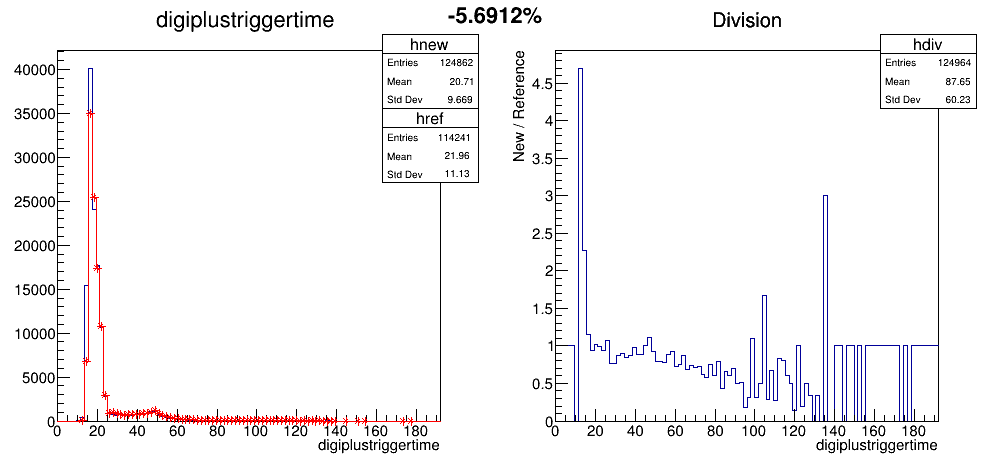 digiplustriggertime
-5.6912%
Division
hnew
Entries 124862
Mean 20.71
Std Dev 9.669
href
Entries 114241
Mean 21.96
Std Dev 11.13
40000
35000
30000
25000
20000
15000
10000
5000
0
0 20 40 60 80 100 120 140 160 180
digiplustriggertime
hdiv
Entries 124964
Mean 87.65
Std Dev 60.23
New / Reference
4.5
4
3.5
3
2.5
2
1.5
1
0.5
0
0 20 40 60 80 100 120 140 160 180
digiplustriggertime